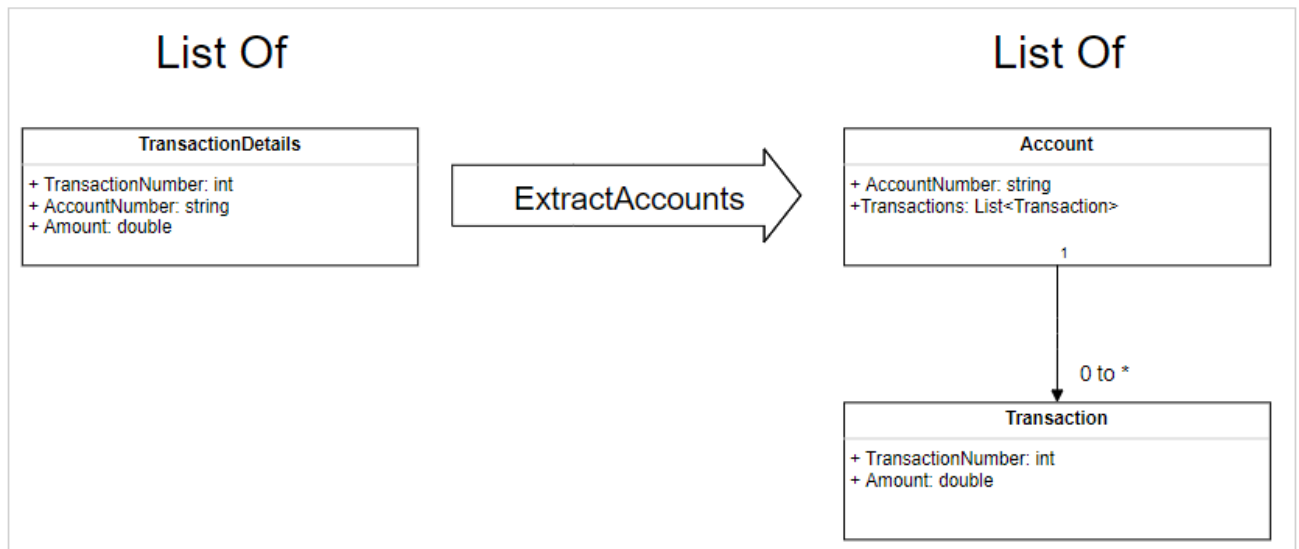 List Of
TransactionDetails
+ TransactionNumber: int
+ AccountNumber: string
+ Amount: double
ExtractAccounts
List Of
Account
+ AccountNumber: string
+Transactions: List<Transaction>
1
0 to *
Transaction
+ TransactionNumber: int
+ Amount: double